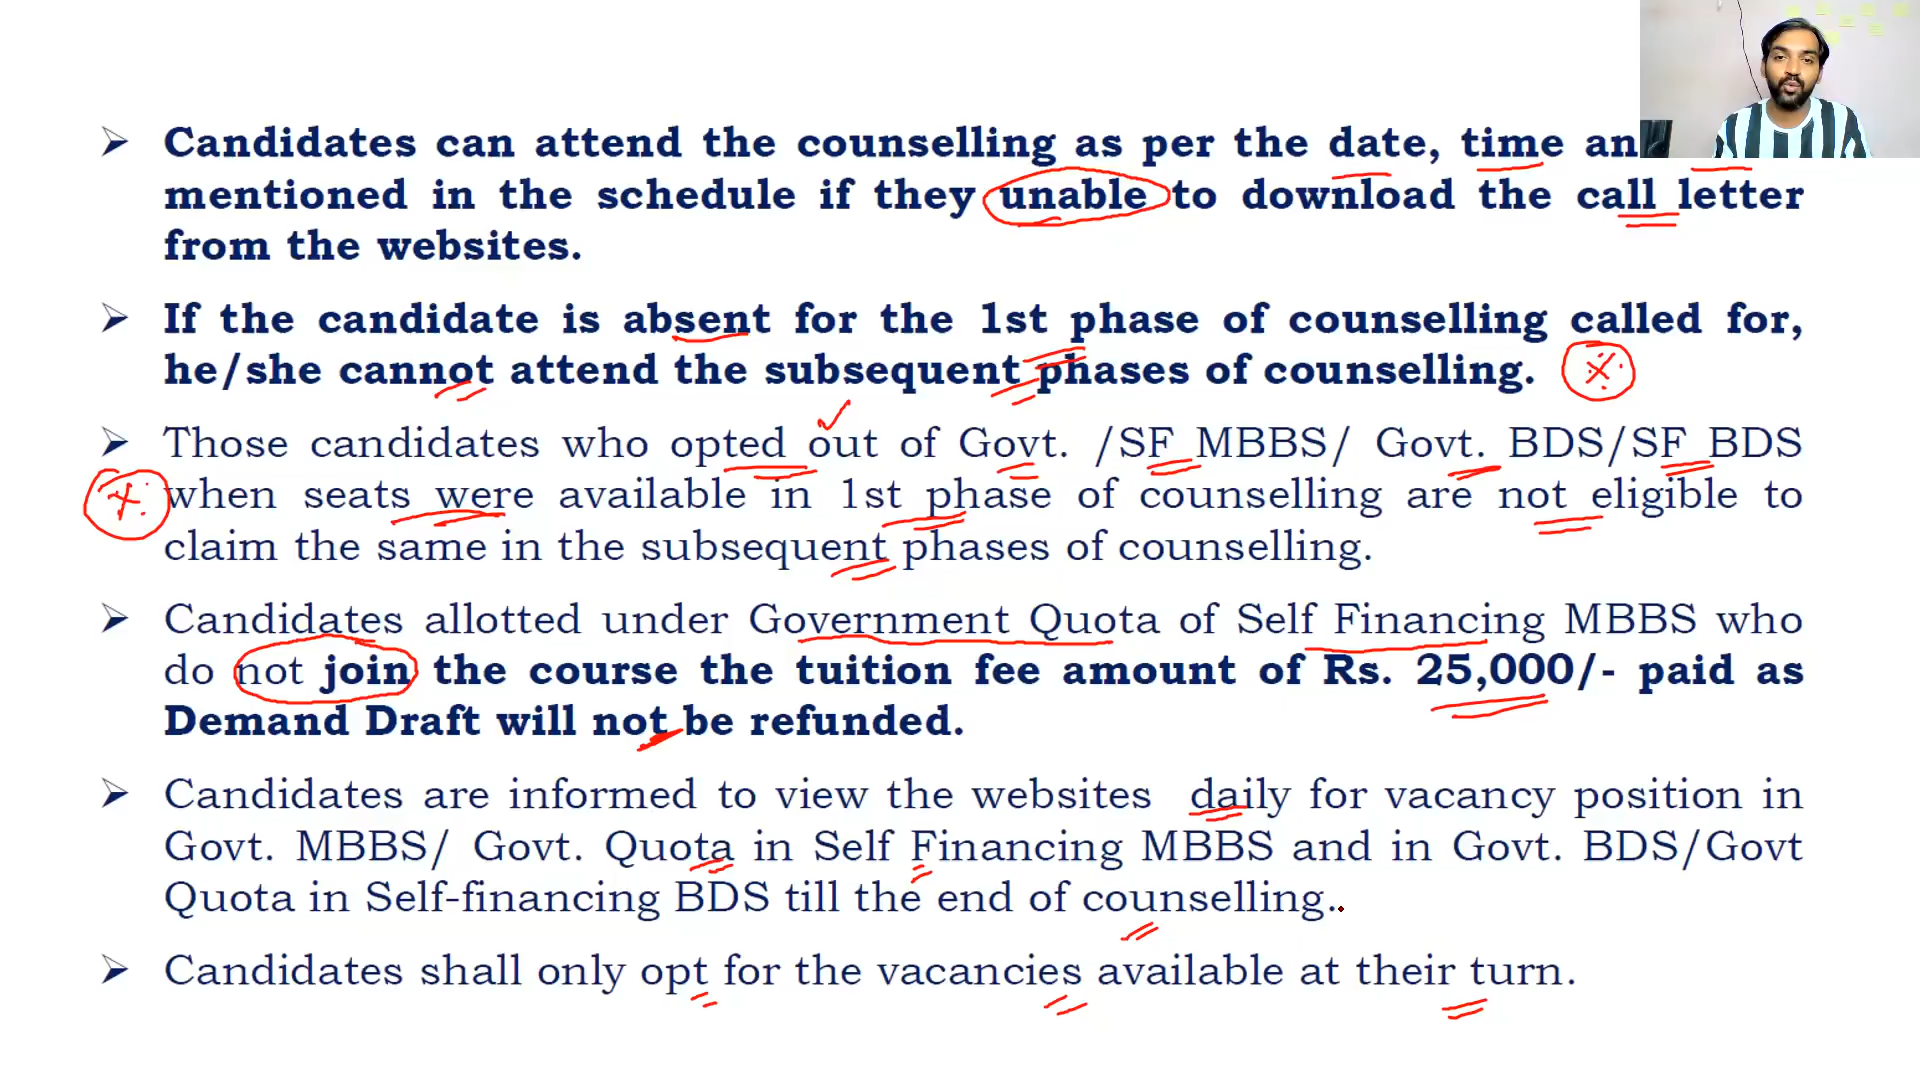 ➢ Candidates can attend the counselling as per the date, time an
mentioned in the schedule if they unable to download the call letter
from the websites.
➢ If the candidate is absent for the 1st phase of counselling called for,
he/she cannot attend the subsequent phases of counselling.
➢ Those candidates who opted out of Govt. /SF MBBS/ Govt. BDS/SF BDS
when seats were available in 1st phase of counselling are not eligible to
claim the same in the subsequent phases of counselling.
➢ Candidates allotted under Government Quota of Self Financing MBBS who
do not join the course the tuition fee amount of Rs. 25,000/- paid as
Demand Draft will not be refunded.
➢ Candidates are informed to view the websites daily for vacancy position in
Govt. MBBS/ Govt. Quota in Self Financing MBBS and in Govt. BDS/Govt
Quota in Self-financing BDS till the end of counselling..
➢ Candidates shall only opt for the vacancies available at their turn.